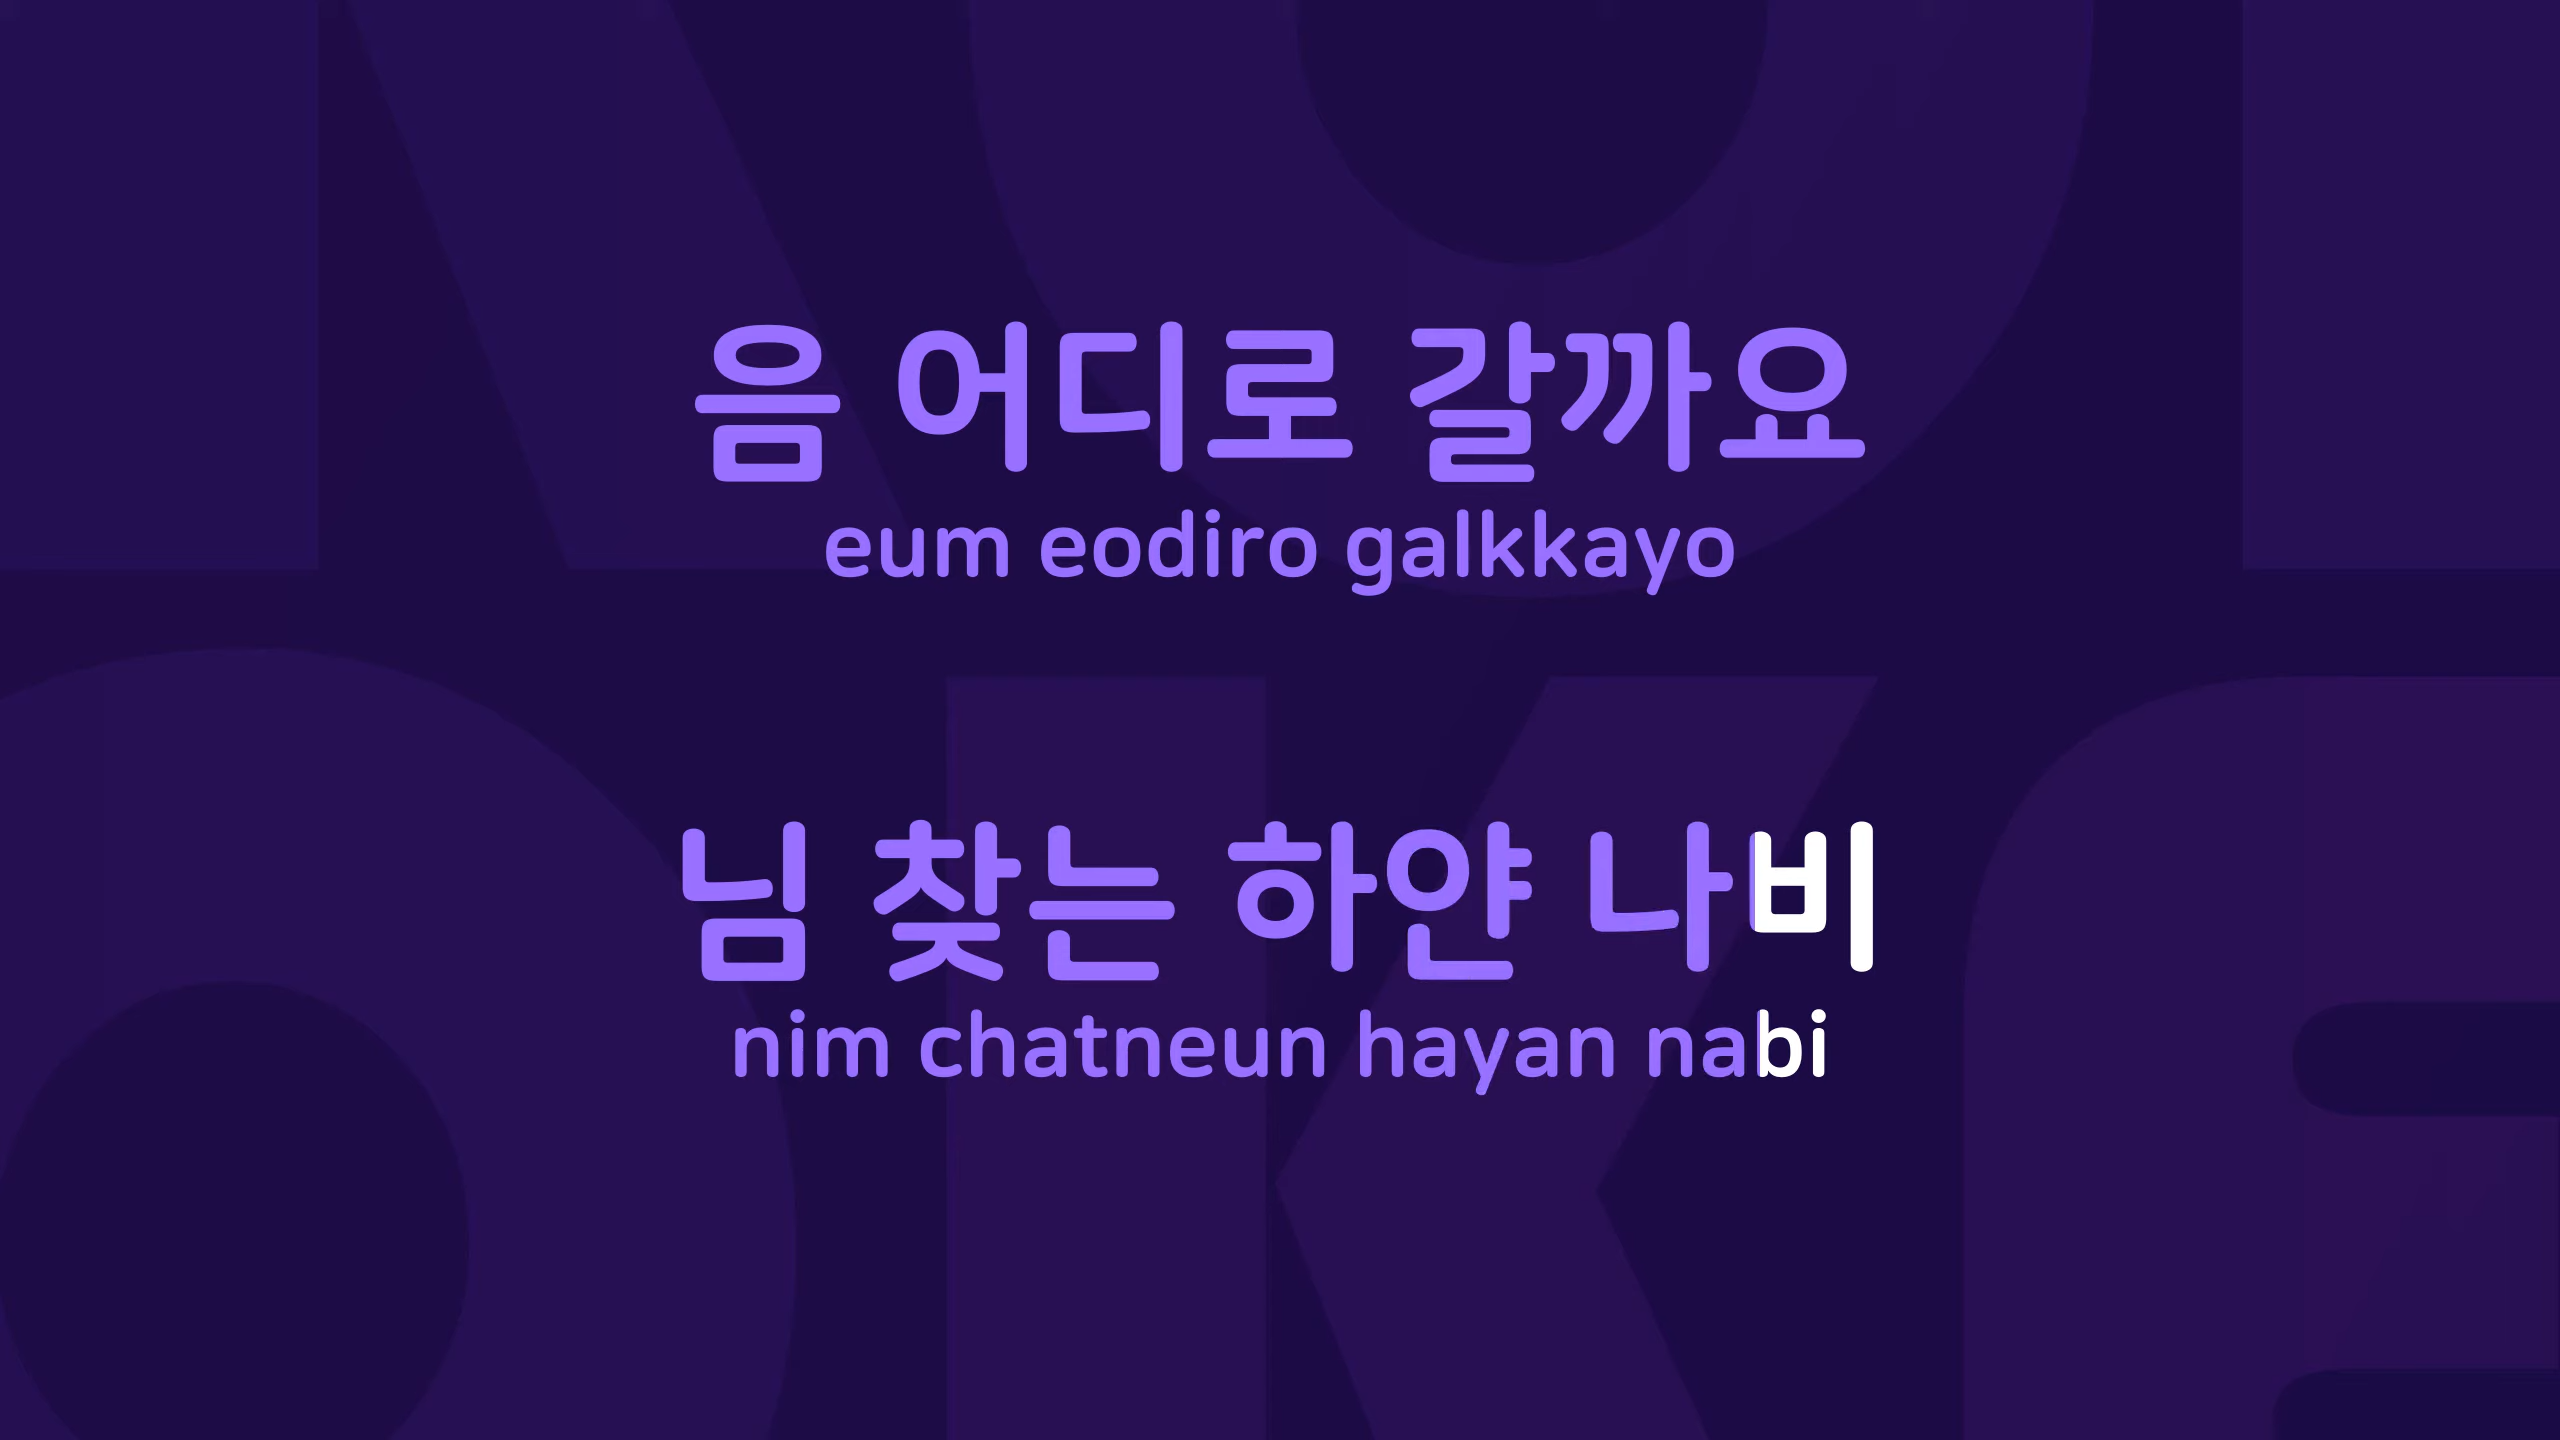 음 어디로 갈까요
eum eodiro galkkayo
님 찾는 하얀 나비
nim chatneun hayan nabi